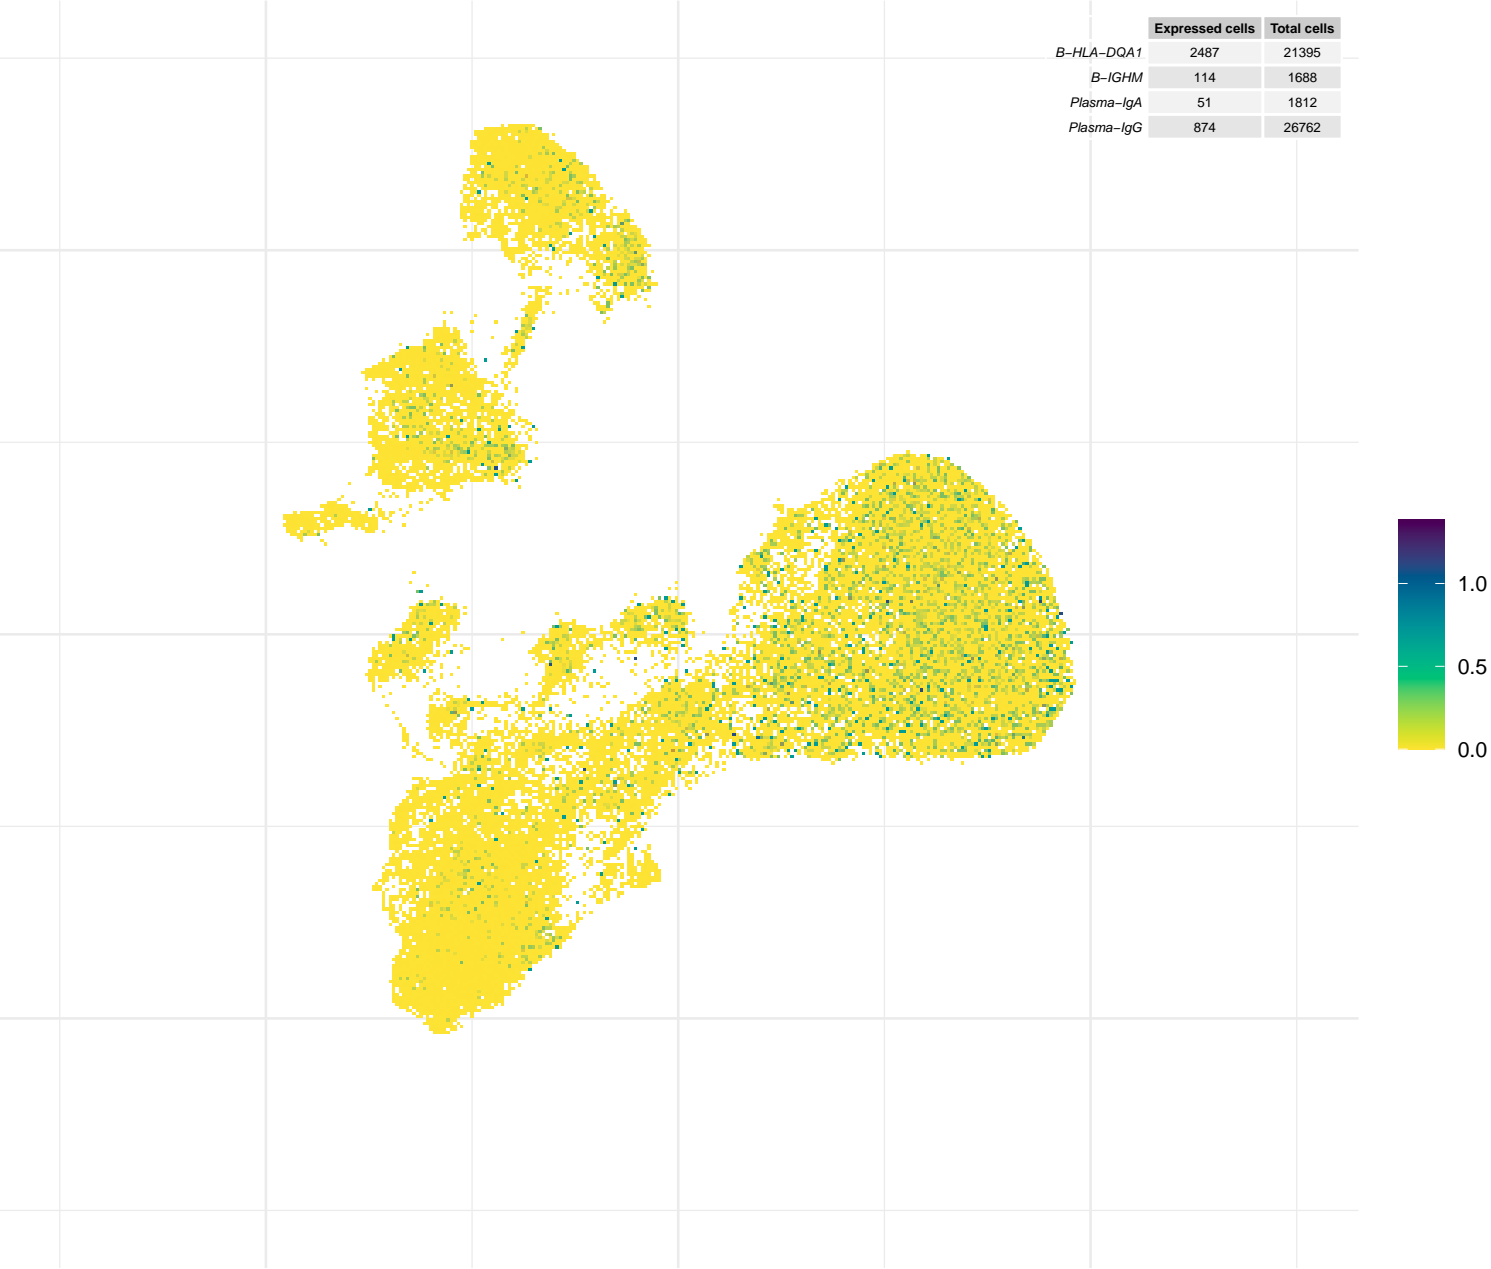 Expressed cells Total cells
B−HLA−DQA1 2487 21395
B−IGHM 114 1688
Plasma−IgA 51 1812
Plasma−IgG 874 26762
1.0
0.5
0.0